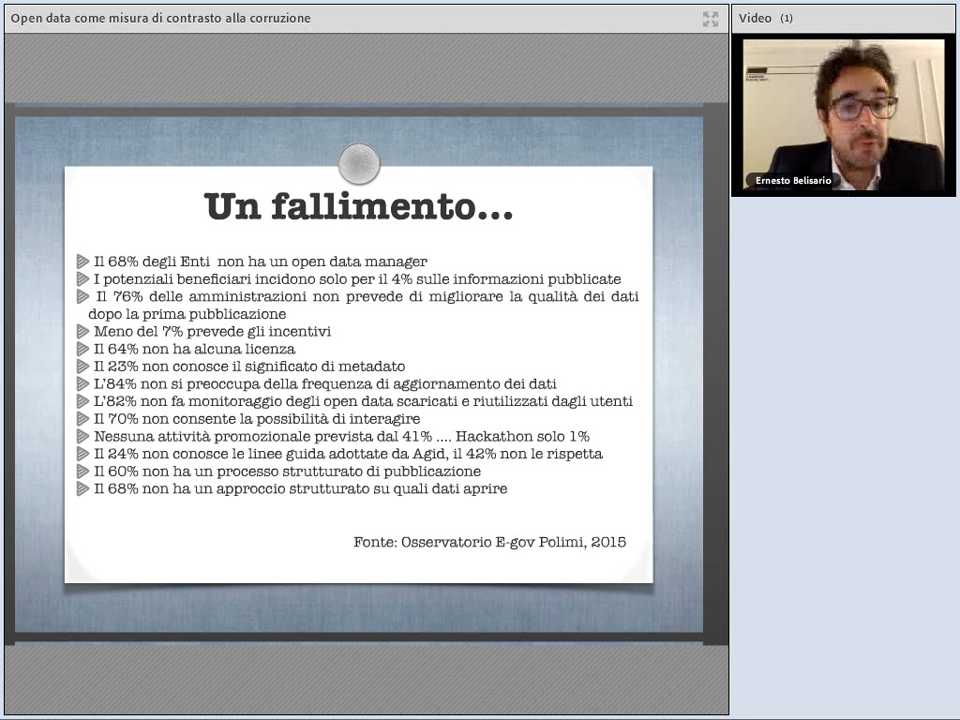 Open data come misura di contrasto alla corruzione
Video (1)
Ernesto Belisario
Un fallimento...
Il 68% degli Enti non ha un open data manager
I potenziali beneficiari incidono solo per il 4% sulle informazioni pubblicate
Il 76% delle amministrazioni non prevede di migliorare la qualità dei dati
dopo la prima pubblicazione
Meno del 7% prevede gli incentivi
Il 64% non ha alcuna licenza
Il 23% non conosce il significato di metadato
L'84% non si preoccupa della frequenza di aggiornamento dei dati
L'82% non fa monitoraggio degli open data scaricati e riutilizzati dagli utenti
Il 70% non consente la possibilità di interagire
Nessuna attività promozionale prevista dal 41% .... Hackathon solo 1%
Il 24% non conosce le linee guida adottate da Agid, il 42% non le rispetta
Il 60% non ha un processo strutturato di pubblicazione
Il 68% non ha un approccio strutturato su quali dati aprire
Fonte: Osservatorio E-gov Polimi, 2015